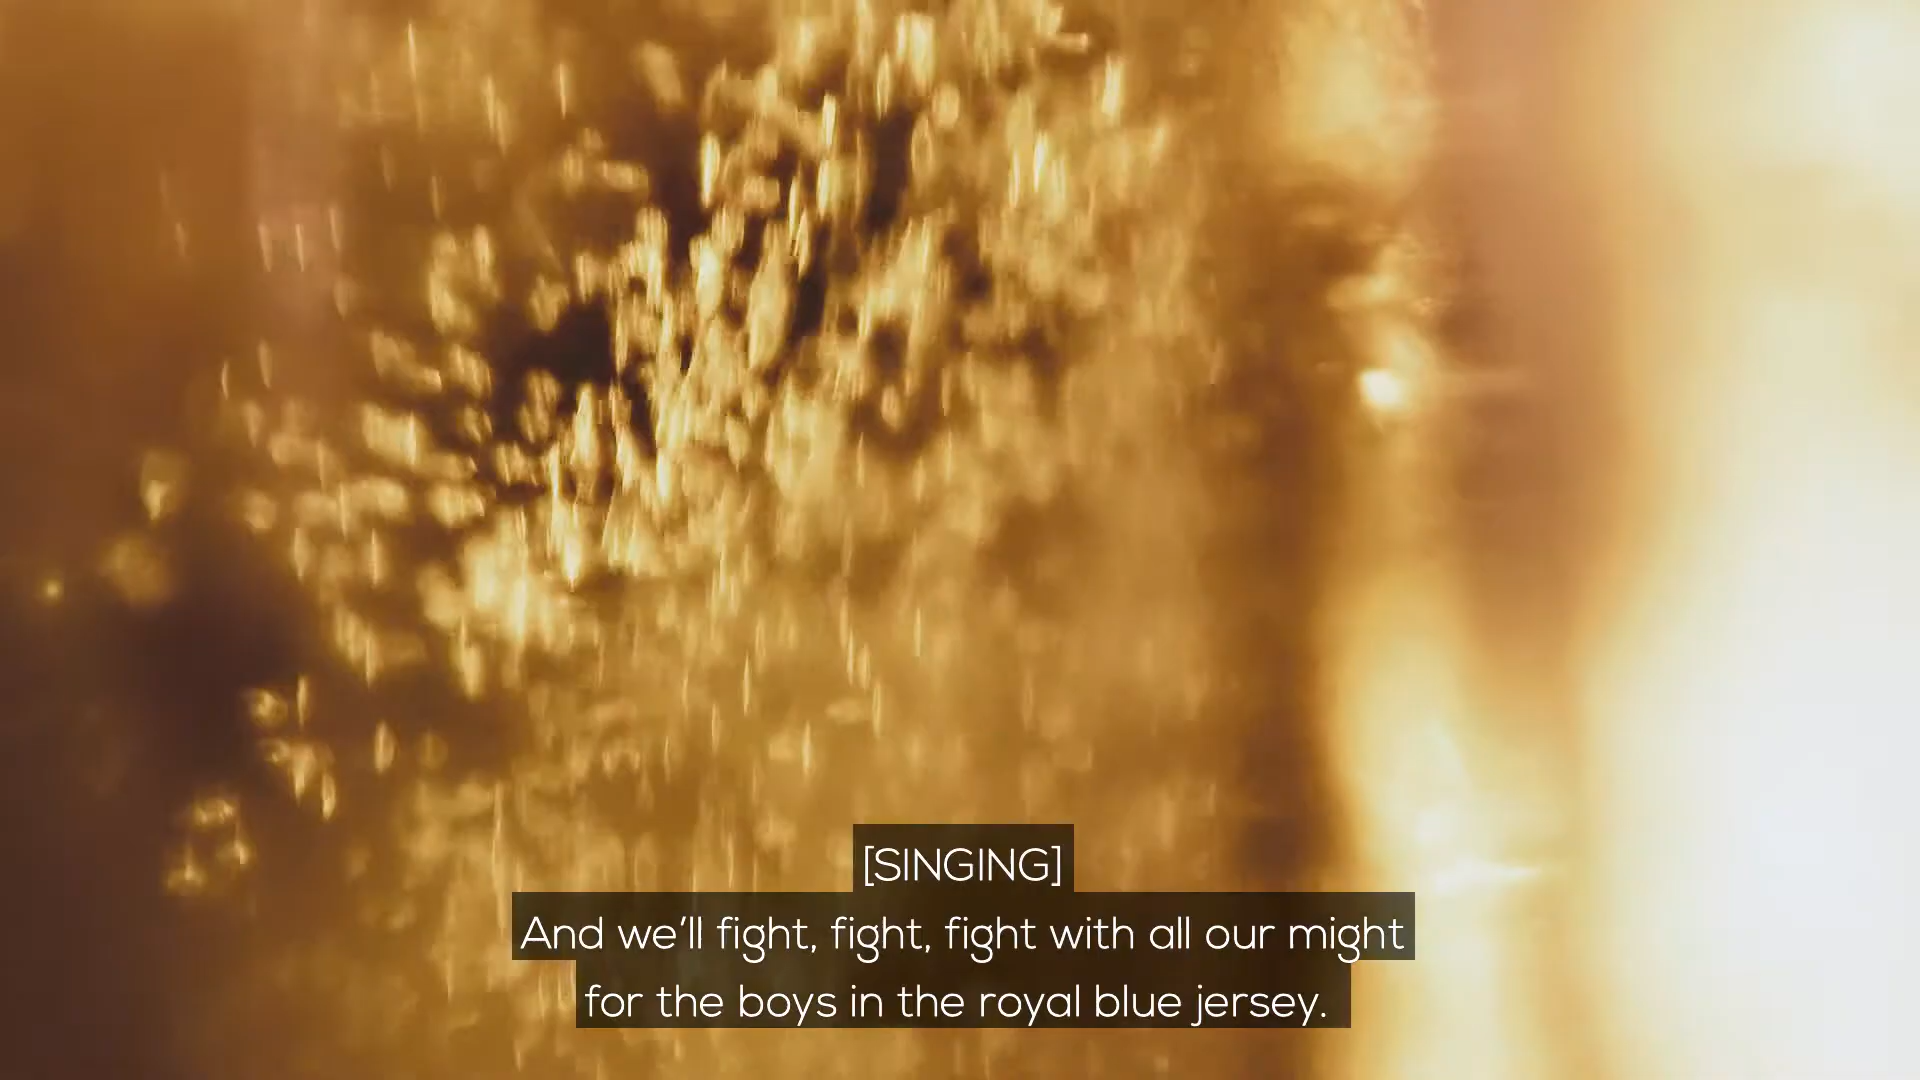 [SINGING]
And we'll fight, fight, fight with all our might
for the boys in the royal blue jersey.